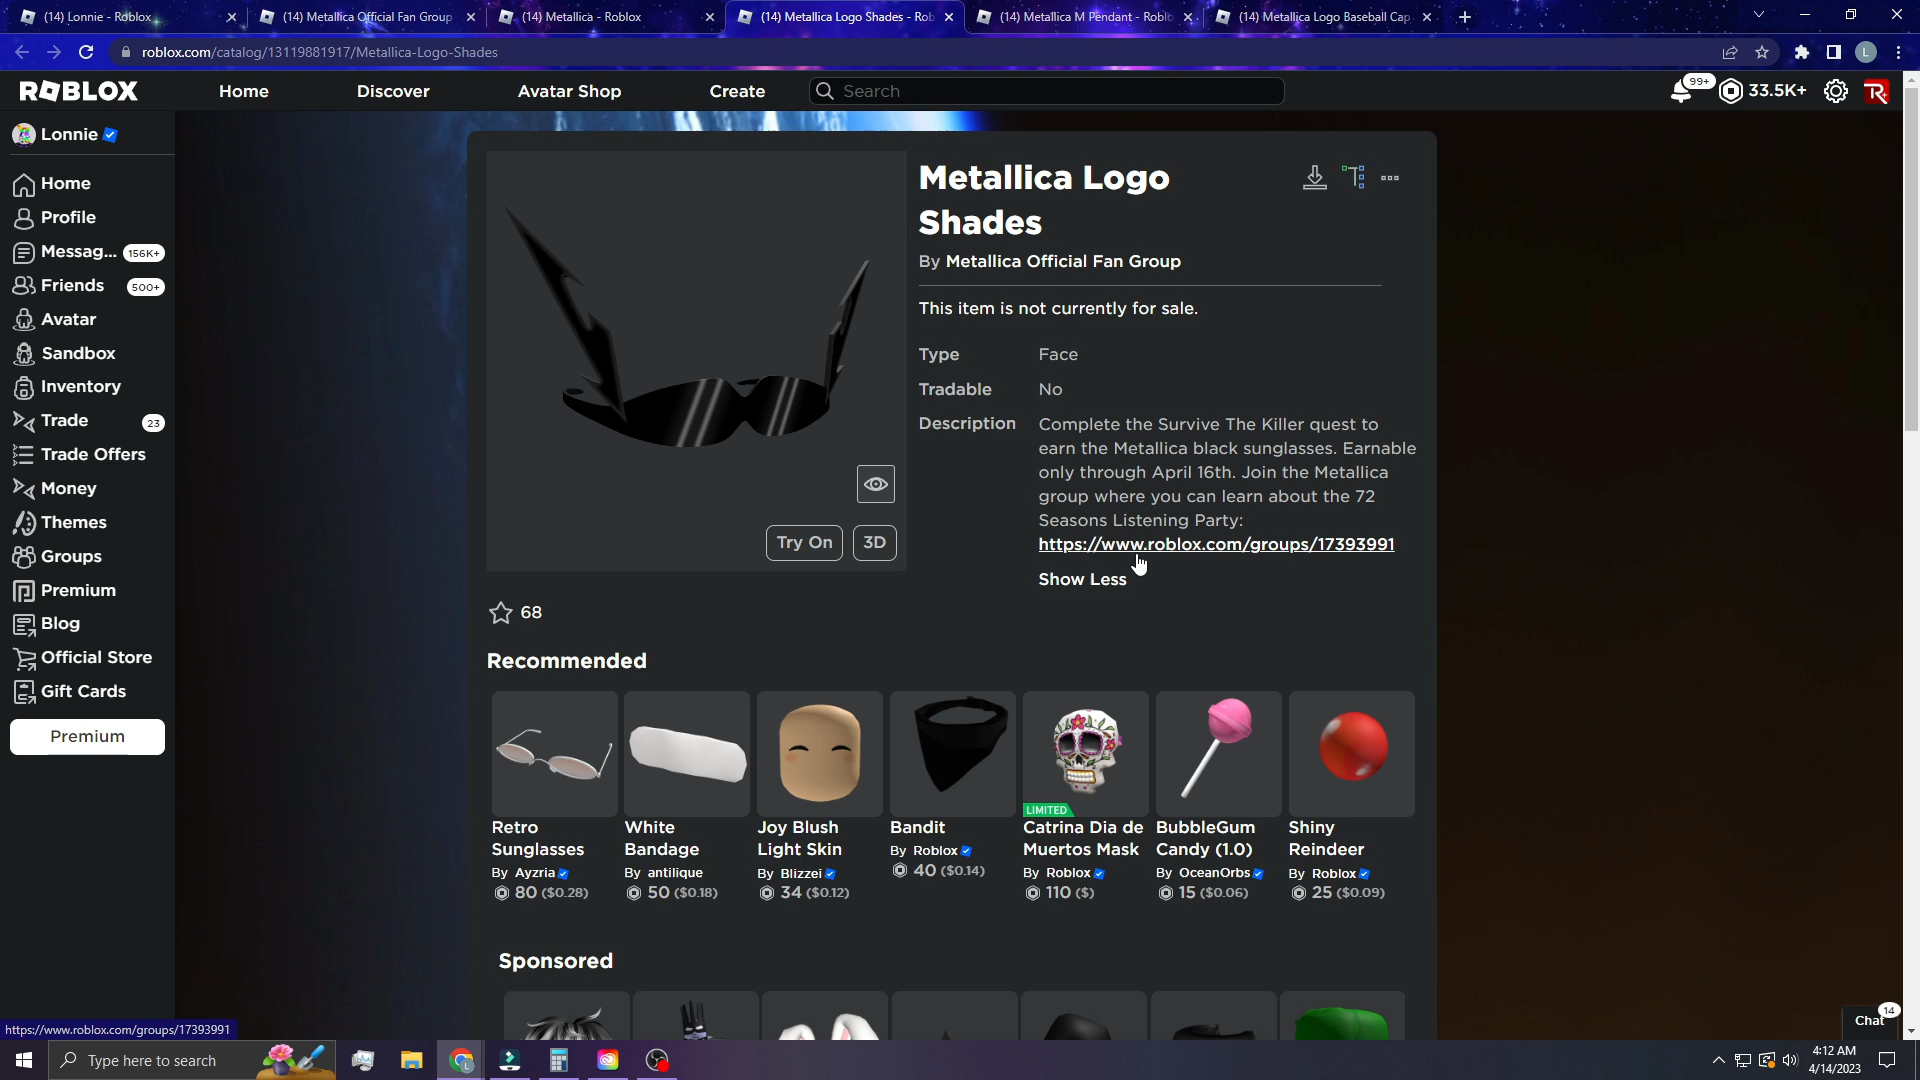 (14) Lonnie - Roblox
(14) Metallica Official Fan Group
(14) Metallica - Roblox
(14) Metallica Logo Shades - Rob
(14) Metallica M Pendant - Roblo
(14) Metallica Logo Baseball Cap
roblox.com/catalog/13119881917/Metallica-Logo-Shades
L
ROBLOX
Home
Discover
Avatar Shop
Create
Search
99+
33.5K+
R+
Lonnie
Home
Profile
Messag... 156K+
Friends 500+
Avatar
Sandbox
Inventory
Trade 23
Trade Offers
Money
Themes
Groups
Premium
Blog
Official Store
Gift Cards
Premium
Metallica Logo
Shades
By Metallica Official Fan Group
This item is not currently for sale.
Type Face
Tradable No
Description Complete the Survive The Killer quest to
earn the Metallica black sunglasses. Earnable
only through April 16th. Join the Metallica
group where you can learn about the 72
Seasons Listening Party:
https://www.roblox.com/groups/17393991
Show Less
Try On
3D
68
Recommended
Retro
Sunglasses
By Ayzria
80 ($0.28)
White
Bandage
By antilique
50 ($0.18)
Joy Blush
Light Skin
By Blizzei
34 ($0.12)
Bandit
By Roblox
40 ($0.14)
LIMITED
Catrina Dia de
Muertos Mask
By Roblox
110 ($)
BubbleGum
Candy (1.0)
By OceanOrbs
15 ($0.06)
Shiny
Reindeer
By Roblox
25 ($0.09)
Sponsored
Chat 14
https://www.roblox.com/groups/17393991
Type here to search
4:12 AM
4/14/2023